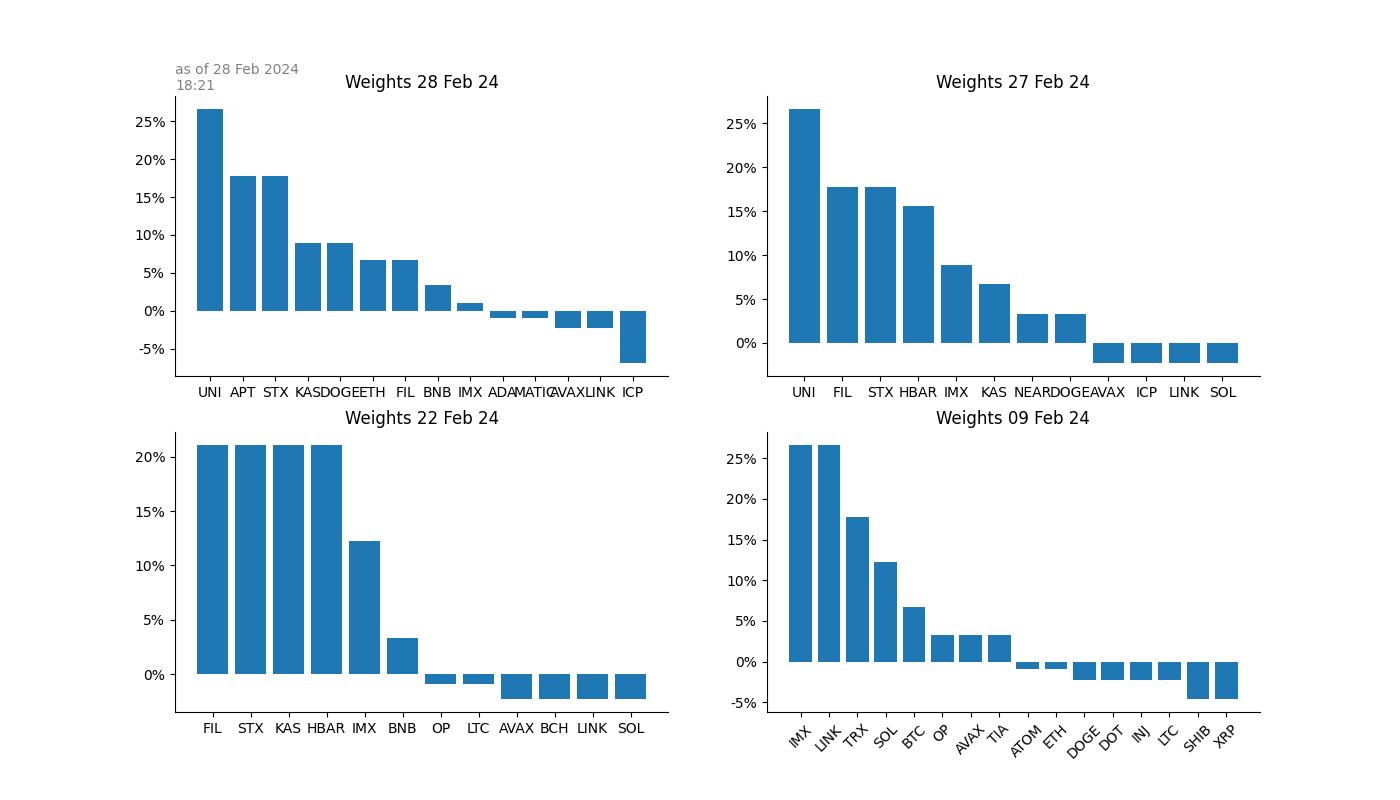 as of 28 Feb 2024
18:21
Weights 28 Feb 24
25%
20%
15%
10%
5%
0%
-5%
UNI APT STX KAS DOGE ETH FIL BNB IMX ADA MATIC AVAX LINK ICP
Weights 27 Feb 24
25%
20%
15%
10%
5%
0%
UNI FIL STX HBAR IMX KAS NEAR DOGE AVAX ICP LINK SOL
Weights 22 Feb 24
20%
15%
10%
5%
0%
FIL STX KAS HBAR IMX BNB OP LTC AVAX BCH LINK SOL
Weights 09 Feb 24
25%
20%
15%
10%
5%
0%
-5%
IMX LINK TRX SOL BTC OP AVAX TIA ATOM ETH DOGE DOT INJ LTC SHIB XRP